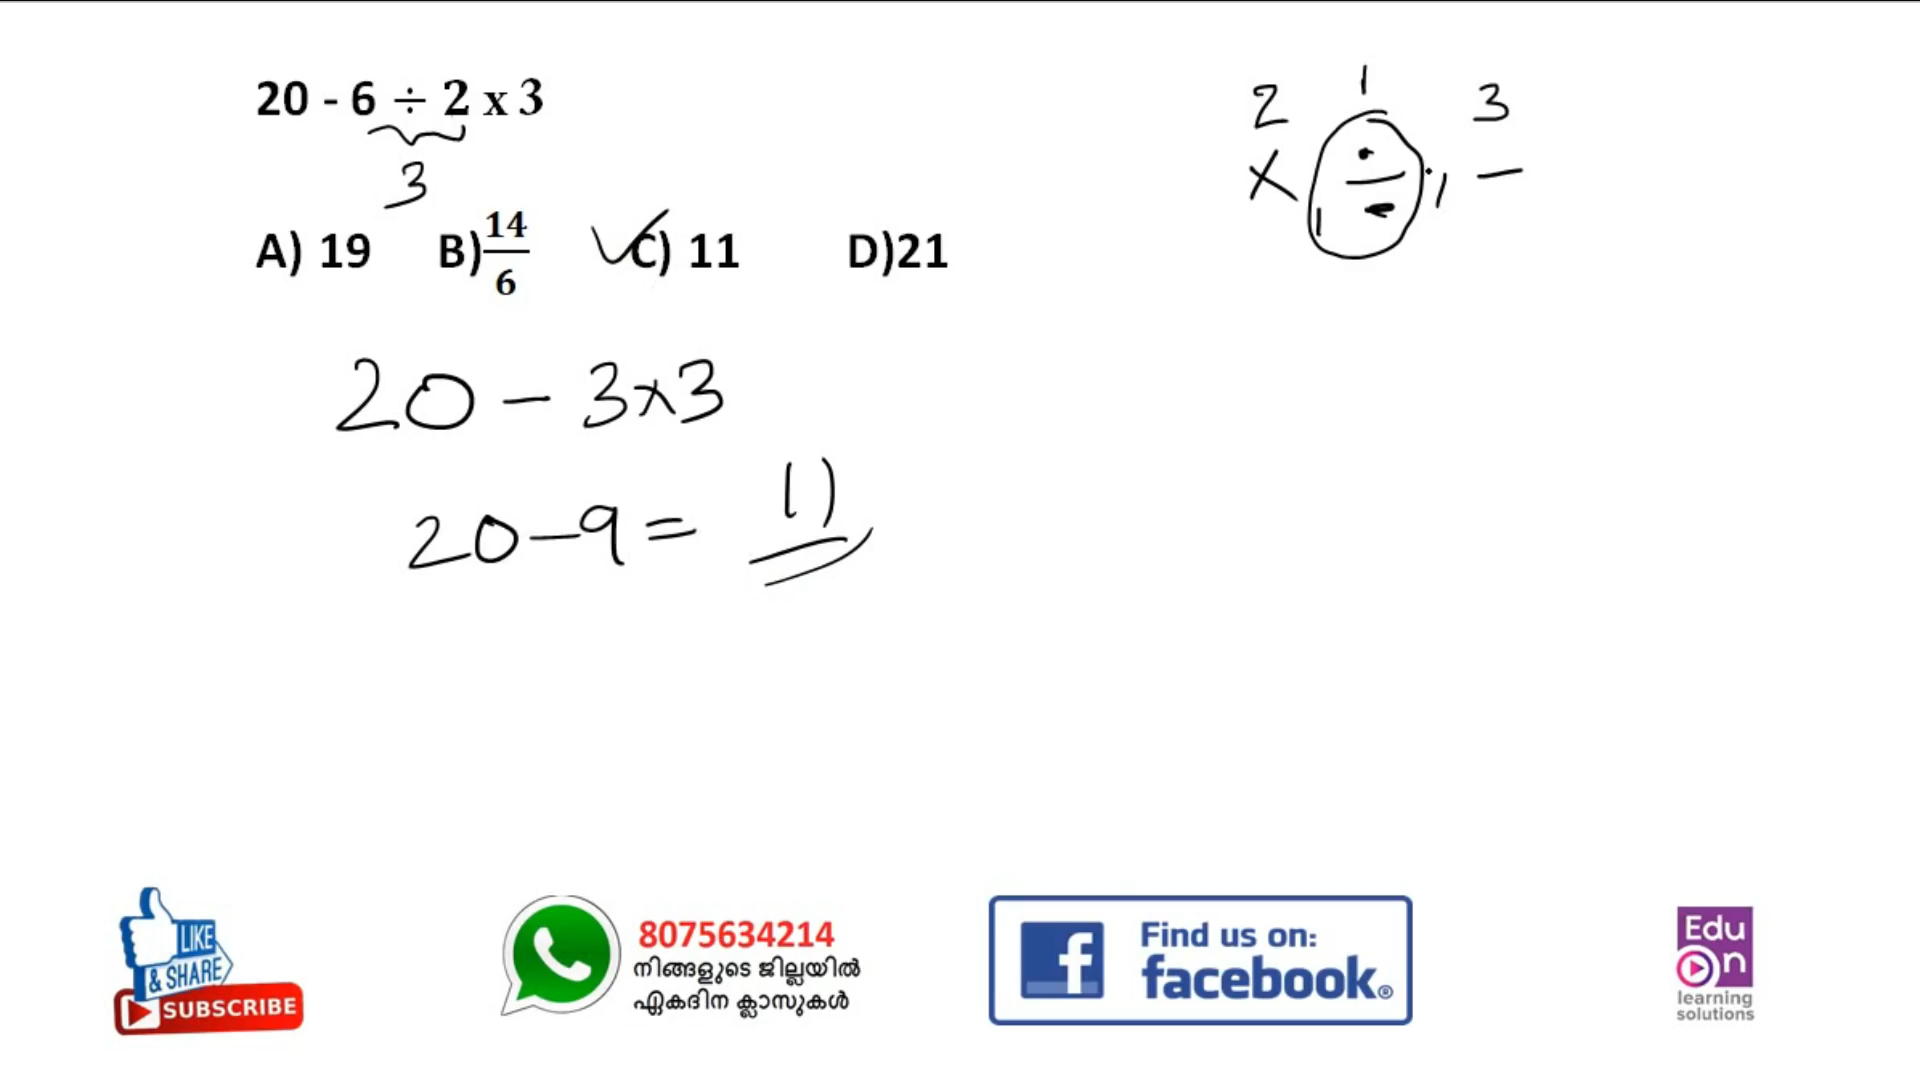 20 - 6 ÷ 2 x 3
3
A) 19 B) 14/6 C) 11 D)21
20 - 3x3
20-9= 11
2 1 3
x ÷ , -
LIKE
& SHARE
SUBSCRIBE
8075634214
നിങ്ങളുടെ ജില്ലയിൽ
ഏകദിന ക്ലാസുകൾ
Find us on:
facebook®
Edu
On
learning
solutions